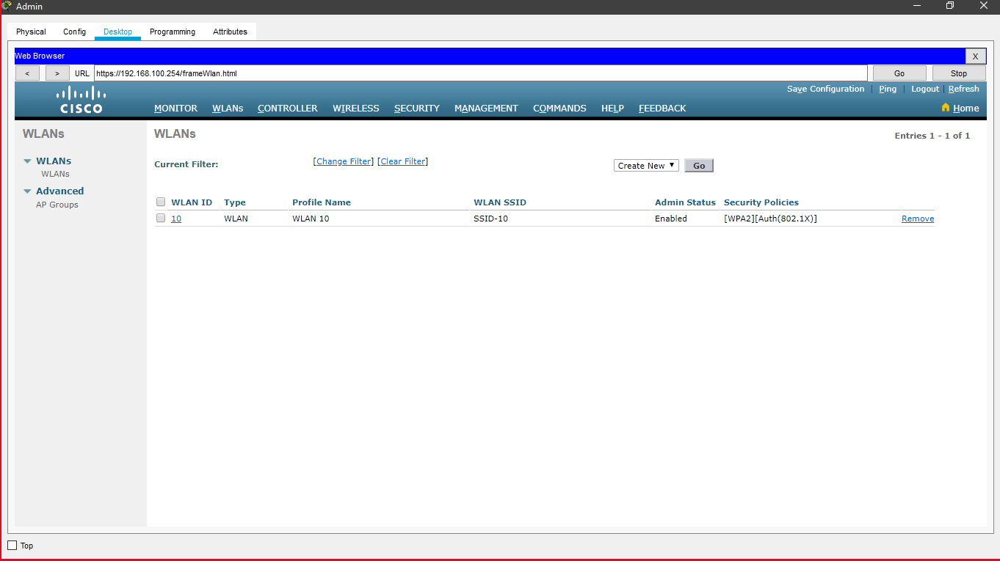 Admin
Physical Config Desktop Programming Attributes
Web Browser X
< > URL https://192.168.100.254/frameWlan.html Go Stop
Save Configuration | Ping | Logout | Refresh
CISCO MONITOR WLANs CONTROLLER WIRELESS SECURITY MANAGEMENT COMMANDS HELP FEEDBACK Home
WLANs
WLANs
WLANs
Advanced
AP Groups
WLANs Entries 1 - 1 of 1
Current Filter: [Change Filter] [Clear Filter] Create New Go
WLAN ID Type Profile Name WLAN SSID Admin Status Security Policies
10 WLAN WLAN 10 SSID-10 Enabled [WPA2][Auth(802.1X)] Remove
Top